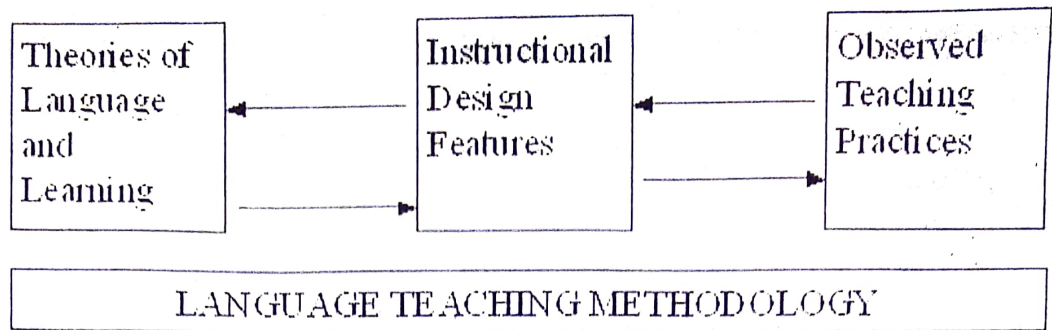 Theories of
Language
and
Learning
Instructional
Design
Features
Observed
Teaching
Practices
LANGUAGE TEACHING METHODOLOGY